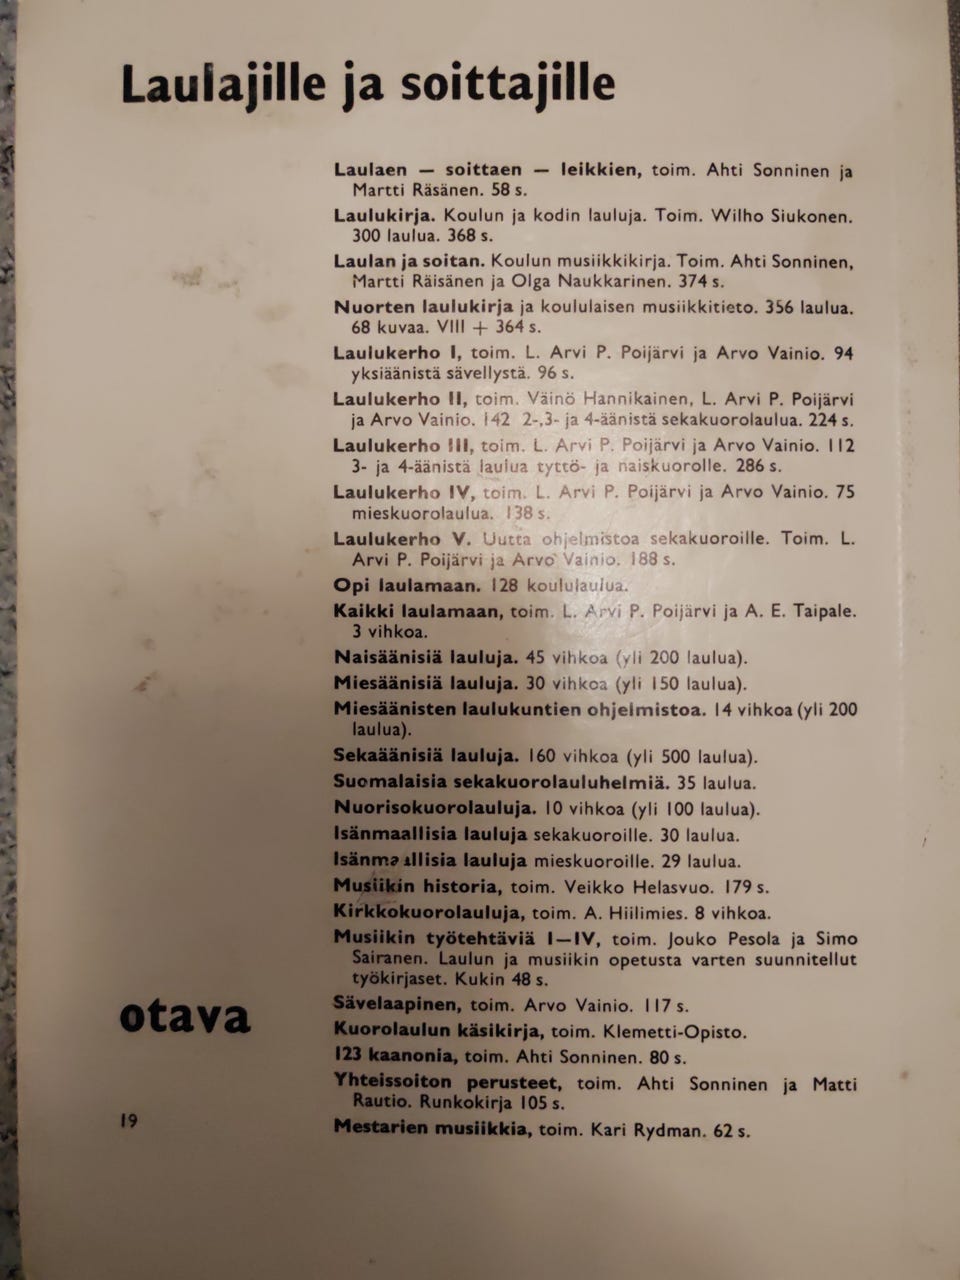 Laulajille ja soittajille
Laulaen — soittaen — leikkien, toim. Ahti Sonninen ja
Martti Räsänen. 58 s.
Laulukirja. Koulun ja kodin lauluja. Toim. Wilho Siukonen.
300 laulua. 368 s.
Laulan ja soitan. Koulun musiikkikirja. Toim. Ahti Sonninen,
Martti Räisänen ja Olga Naukkarinen. 374 s.
Nuorten laulukirja ja koululaisen musiikkitieto. 356 laulua.
68 kuvaa. VIII + 364 s.
Laulukerho I, toim. L. Arvi P. Poijärvi ja Arvo Vainio. 94
yksiäänistä sävellystä. 96 s.
Laulukerho II, toim. Väinö Hannikainen, L. Arvi P. Poijärvi
ja Arvo Vainio. 142 2-,3- ja 4-äänistä sekakuorolaulua. 224 s.
Laulukerho III, toim. L. Arvi P. Poijärvi ja Arvo Vainio. 112
3- ja 4-äänistä laulua tyttö- ja naiskuorolle. 286 s.
Laulukerho IV, toim. L. Arvi P. Poijärvi ja Arvo Vainio. 75
mieskuorolaulua. 138 s.
Laulukerho V. Uutta ohjelmistoa sekakuoroille. Toim. L.
Arvi P. Poijärvi ja Arvo Vainio. 188 s.
Opi laulamaan. 128 koululaulua.
Kaikki laulamaan, toim. L. Arvi P. Poijärvi ja A. E. Taipale.
3 vihkoa.
Naisäänisiä lauluja. 45 vihkoa (yli 200 laulua).
Miesäänisiä lauluja. 30 vihkoa (yli 150 laulua).
Miesäänisten laulukuntien ohjelmistoa. 14 vihkoa (yli 200
laulua).
Sekaäänisiä lauluja. 160 vihkoa (yli 500 laulua).
Suomalaisia sekakuorolauluhelmiä. 35 laulua.
Nuorisokuorolauluja. 10 vihkoa (yli 100 laulua).
Isänmaallisia lauluja sekakuoroille. 30 laulua.
Isänmaallisia lauluja mieskuoroille. 29 laulua.
Musiikin historia, toim. Veikko Helasvuo. 179 s.
Kirkkokuorolauluja, toim. A. Hiilimies. 8 vihkoa.
Musiikin työtehtäviä I—IV, toim. Jouko Pesola ja Simo
Sairanen. Laulun ja musiikin opetusta varten suunnitellut
työkirjaset. Kukin 48 s.
Sävelaapinen, toim. Arvo Vainio. 117 s.
Kuorolaulun käsikirja, toim. Klemetti-Opisto.
123 kaanonia, toim. Ahti Sonninen. 80 s.
Yhteissoiton perusteet, toim. Ahti Sonninen ja Matti
Rautio. Runkokirja 105 s.
Mestarien musiikkia, toim. Kari Rydman. 62 s.
otava
19